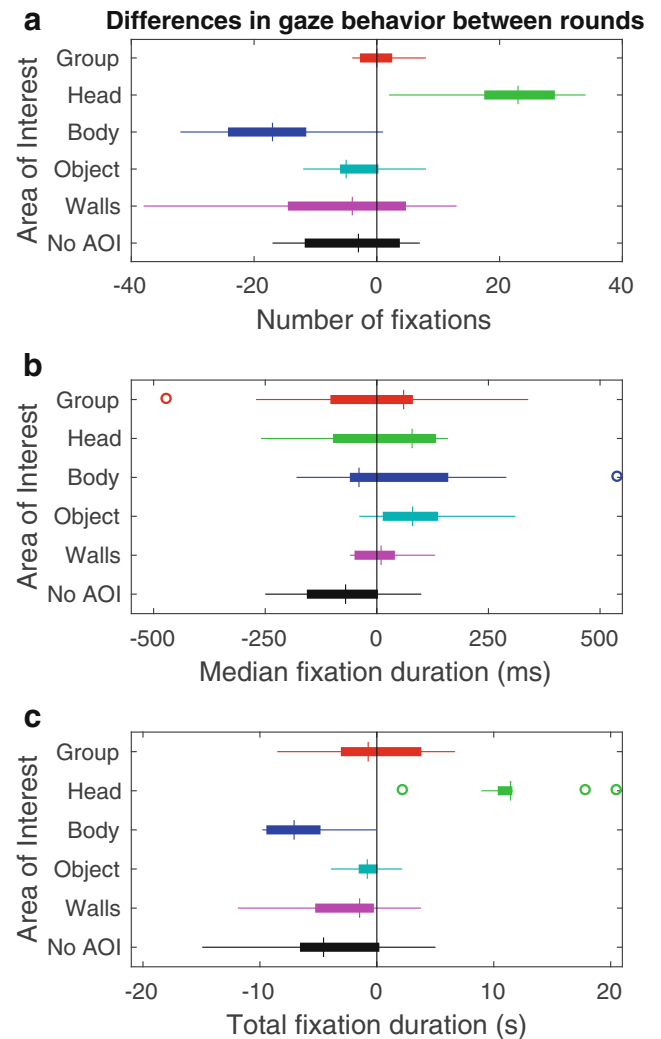 a Differences in gaze behavior between rounds
Area of Interest
Group
Head
Body
Object
Walls
No AOI
-40 -20 0 20 40
Number of fixations
b
Area of Interest
Group
Head
Body
Object
Walls
No AOI
-500 -250 0 250 500
Median fixation duration (ms)
c
Area of Interest
Group
Head
Body
Object
Walls
No AOI
-20 -10 0 10 20
Total fixation duration (s)